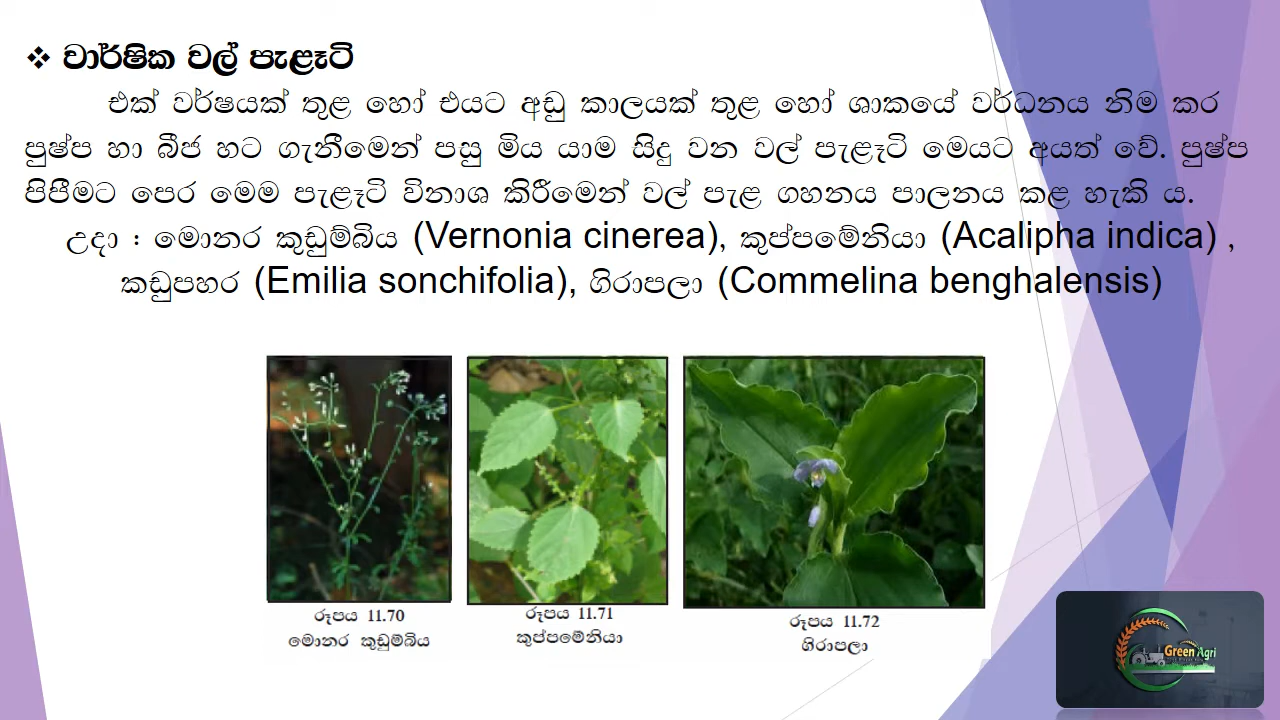 ❖ වාර්ෂික වල් පැළෑටි
එක් වර්ෂයක් තුළ හෝ එයට අඩු කාලයක් තුළ හෝ ශාකයේ වර්ධනය නිම කර
පුෂ්ප හා බීජ හට ගැනීමෙන් පසු මිය යාම සිදු වන වල් පැළෑටි මෙයට අයත් වේ. පුෂ්ප
පිපීමට පෙර මෙම පැළෑටි විනාශ කිරීමෙන් වල් පැළ ගහනය පාලනය කළ හැකි ය.
උදා : මොනර කුඩුම්බිය (Vernonia cinerea), කුප්පමේනියා (Acalipha indica) ,
කඩුපහර (Emilia sonchifolia), ගිරාපලා (Commelina benghalensis)
රූපය 11.70
මොනර කුඩුම්බිය
රූපය 11.71
කුප්පමේනියා
රූපය 11.72
ගිරාපලා
Green Agri